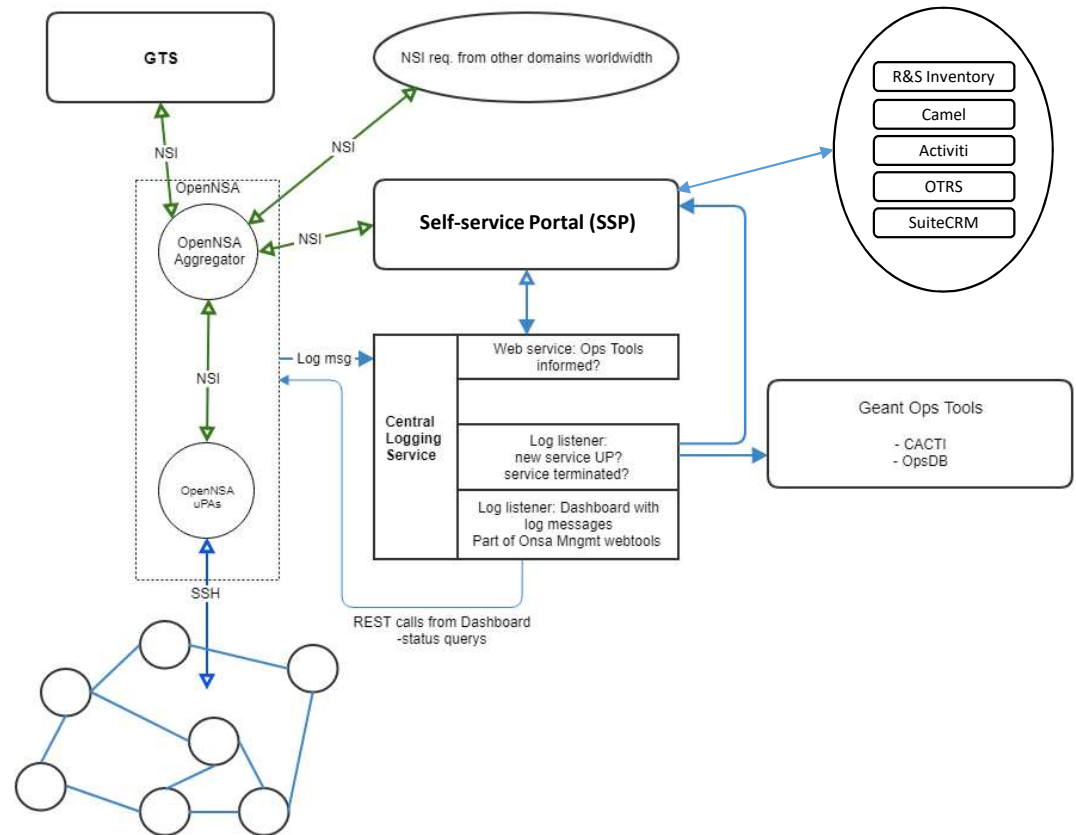 GTS
NSI req. from other domains worldwidth
R&S Inventory
Camel
Activiti
OTRS
SuiteCRM
NSI
NSI
OpenNSA
OpenNSA
Aggregator
NSI
Self-service Portal (SSP)
Log msg
Web service: Ops Tools
informed?
NSI
Central
Logging
Service
Log listener:
new service UP?
service terminated?
Geant Ops Tools
- CACTI
- OpsDB
OpenNSA
uPAs
Log listener: Dashboard with
log messages
Part of Onsa Mngmt webtools
SSH
REST calls from Dashboard
-status querys